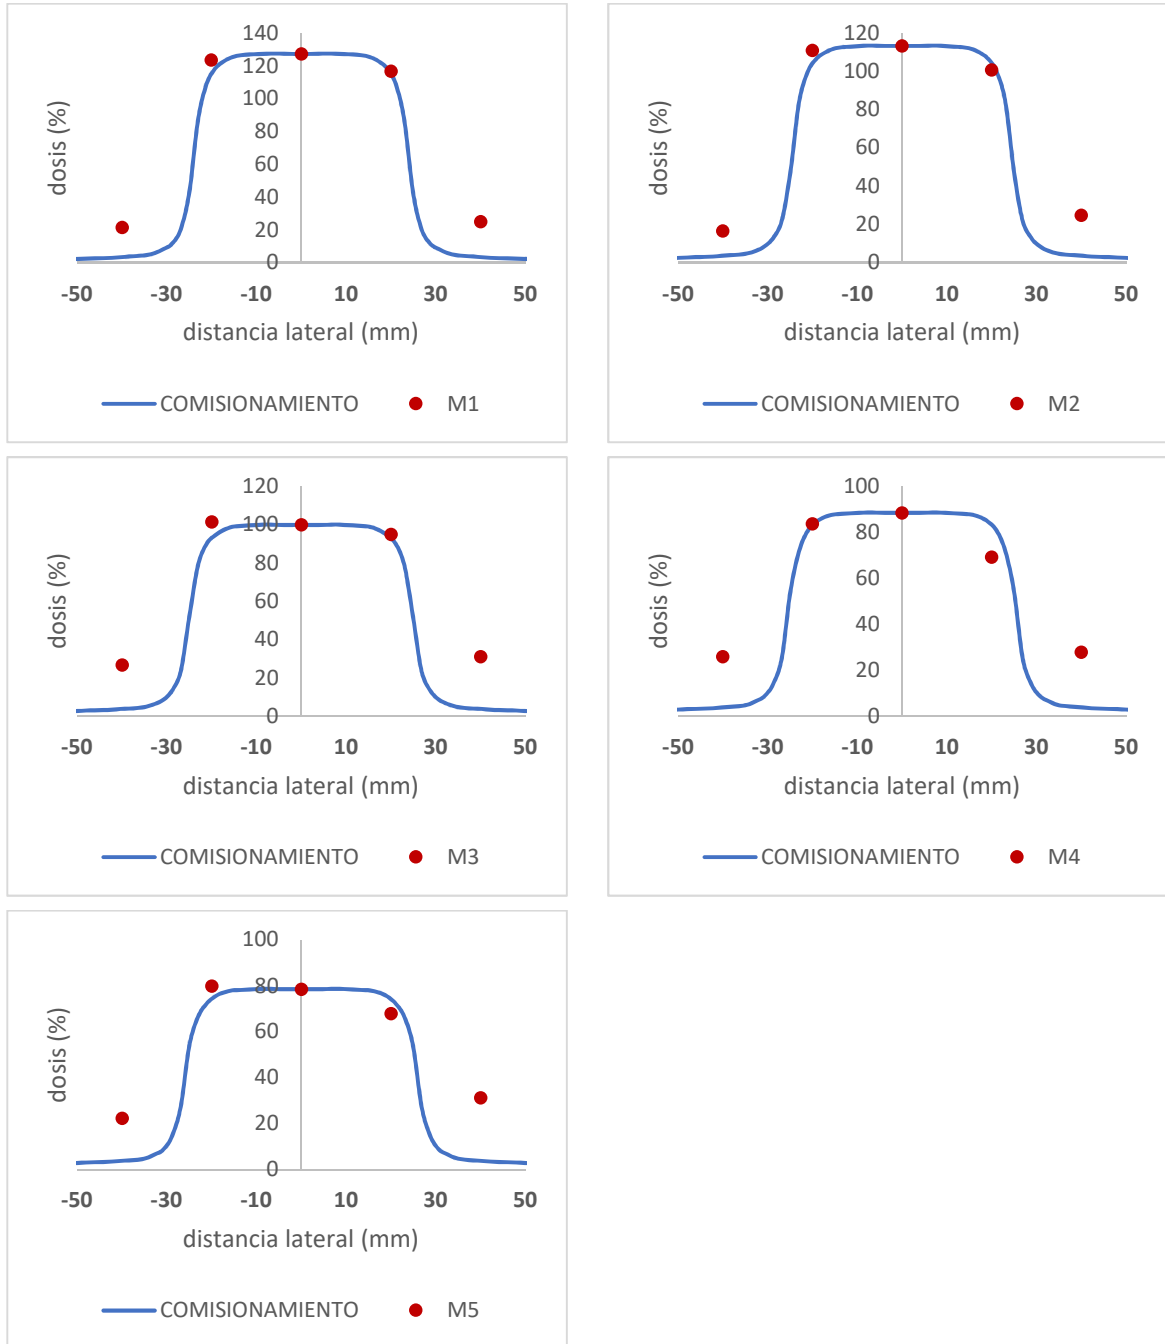 140
120
100
80
60
40
20
0
dosis (%)
-50 -30 -10 10 30 50
distancia lateral (mm)
COMISIONAMIENTO M1
120
100
80
60
40
20
0
dosis (%)
-50 -30 -10 10 30 50
distancia lateral (mm)
COMISIONAMIENTO M2
120
100
80
60
40
20
0
dosis (%)
-50 -30 -10 10 30 50
distancia lateral (mm)
COMISIONAMIENTO M3
100
80
60
40
20
0
dosis (%)
-50 -30 -10 10 30 50
distancia lateral (mm)
COMISIONAMIENTO M4
100
80
60
40
20
0
dosis (%)
-50 -30 -10 10 30 50
distancia lateral (mm)
COMISIONAMIENTO M5